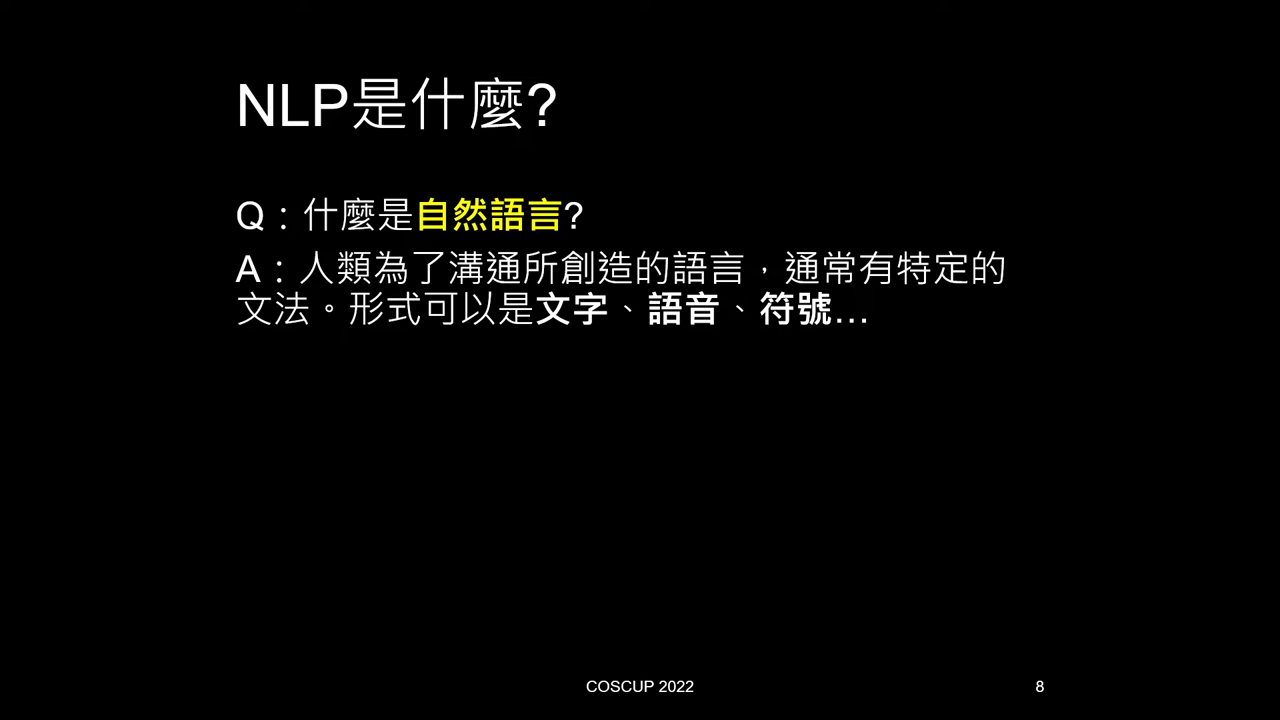 NLP是什麼?
Q：什麼是自然語言?
A：人類為了溝通所創造的語言，通常有特定的
文法。形式可以是文字、語音、符號...
COSCUP 2022
8